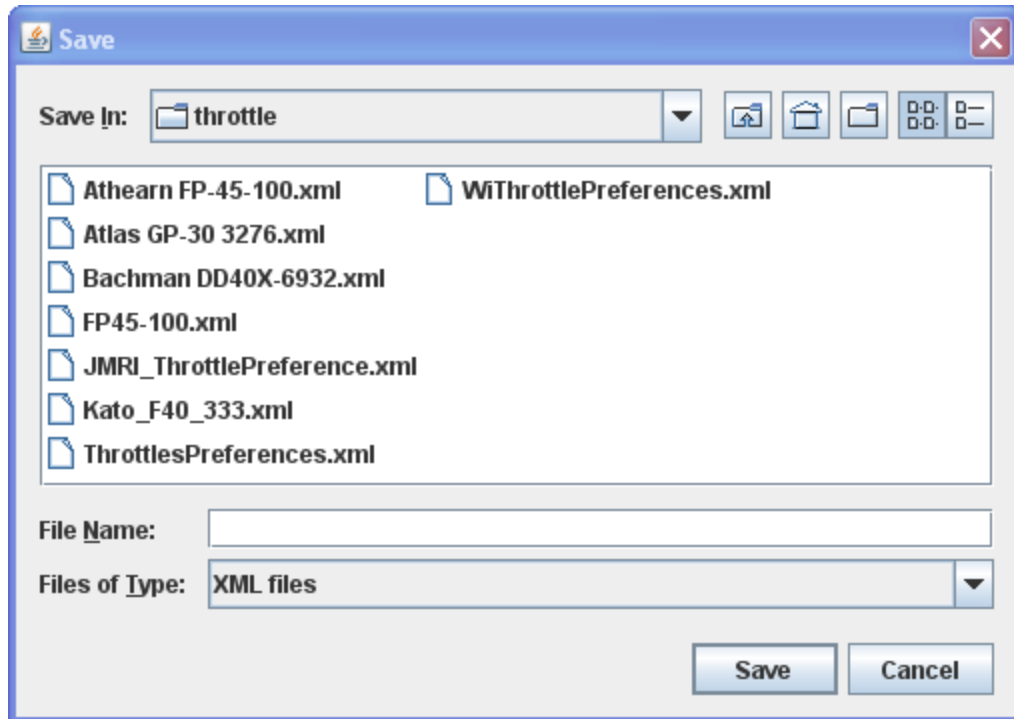 Save
Save In: throttle
Athearn FP-45-100.xml
Atlas GP-30 3276.xml
Bachman DD40X-6932.xml
FP45-100.xml
JMRI_ThrottlePreference.xml
Kato_F40_333.xml
ThrottlesPreferences.xml
WiThrottlePreferences.xml
File Name:
Files of Type: XML files
Save Cancel